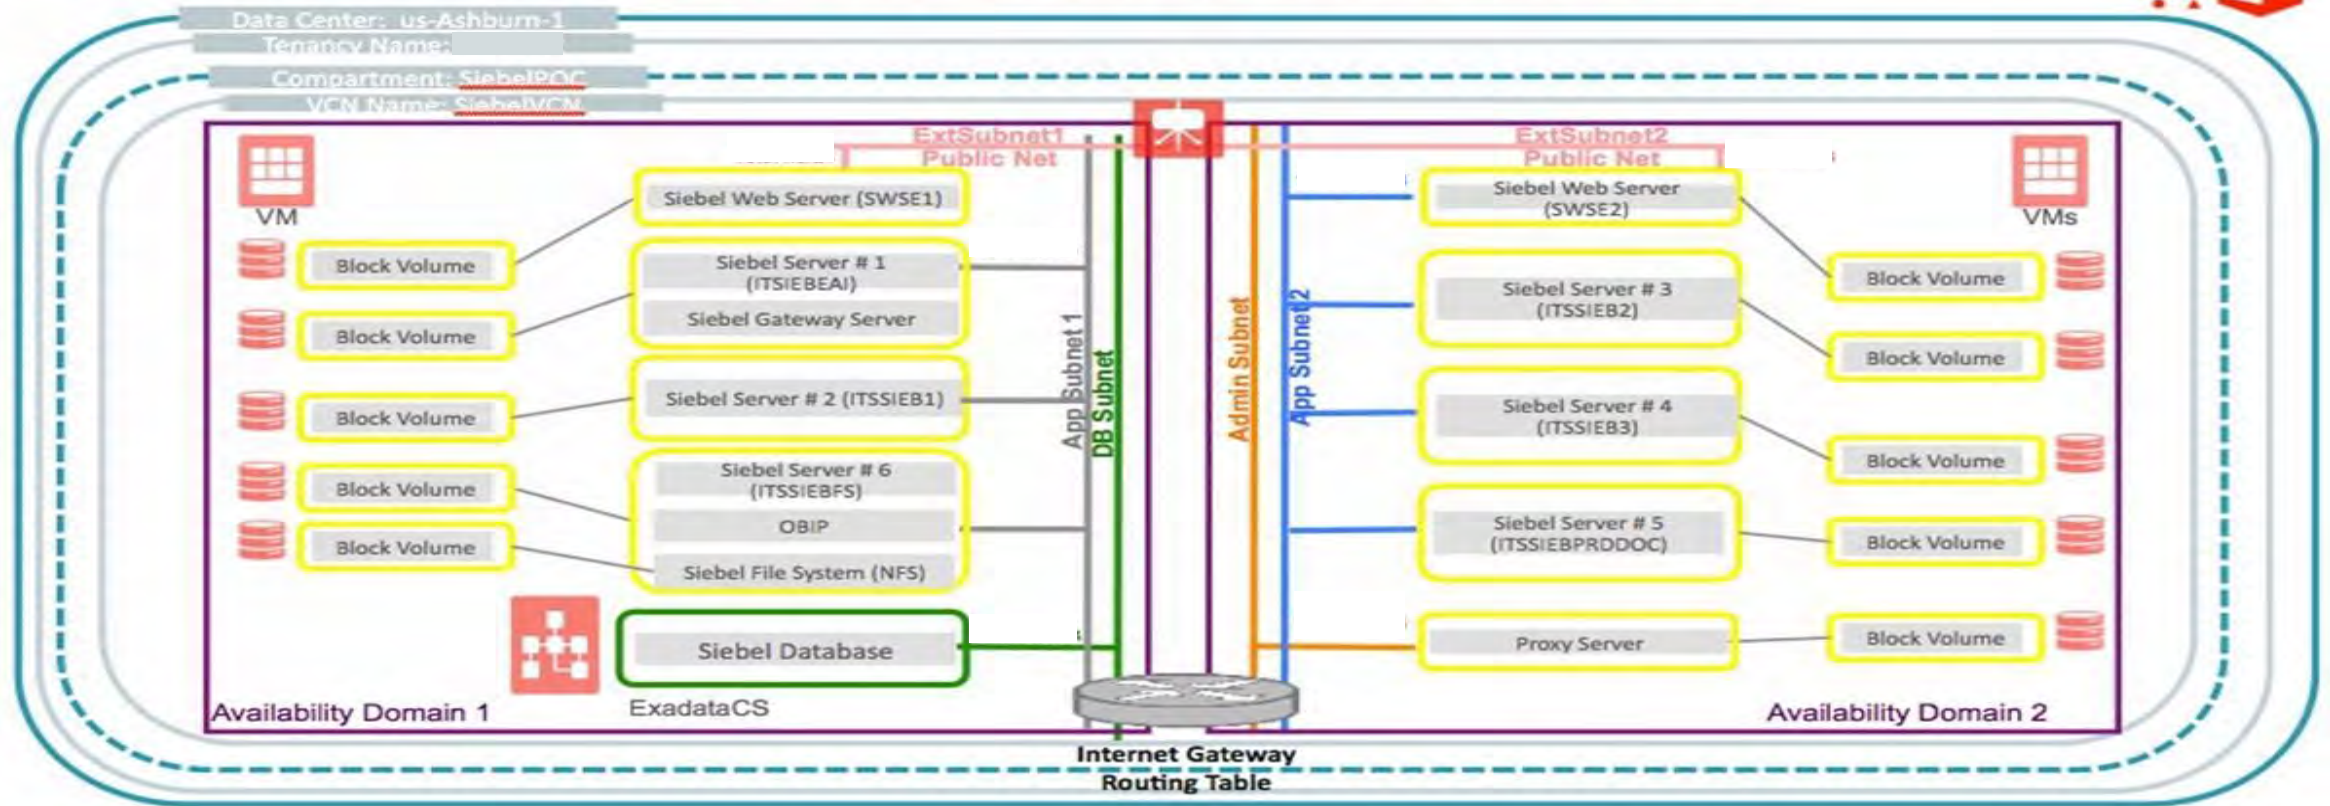 Data Center: us-Ashburn-1
Tenancy Name:
Compartment: SiebelPOC
VCN Name: SiebelVCN
ExtSubnet1
Public Net
ExtSubnet2
Public Net
VM
Siebel Web Server (SWSE1)
Block Volume
Siebel Server # 1
(ITSIEBEAI)
Siebel Gateway Server
Block Volume
Siebel Server # 2 (ITSSIEB1)
Block Volume
Siebel Server # 6
(ITSSIEBFS)
OBIP
Siebel File System (NFS)
Block Volume
Block Volume
Siebel Database
ExadataCS
Availability Domain 1
App Subnet 1
DB Subnet
Admin Subnet
App Subnet 2
Siebel Web Server
(SWSE2)
VMs
Block Volume
Siebel Server # 3
(ITSSIEB2)
Block Volume
Siebel Server # 4
(ITSSIEB3)
Block Volume
Siebel Server # 5
(ITSSIEBPRDDOC)
Block Volume
Proxy Server
Block Volume
Availability Domain 2
Internet Gateway
Routing Table